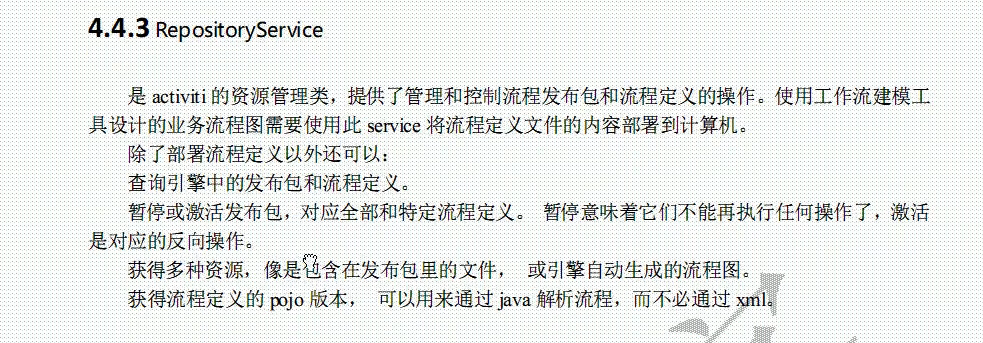 4.4.3 RepositoryService
是 activiti 的资源管理类，提供了管理和控制流程发布包和流程定义的操作。使用工作流建模工
具设计的业务流程图需要使用此 service 将流程定义文件的内容部署到计算机。
除了部署流程定义以外还可以：
查询引擎中的发布包和流程定义。
暂停或激活发布包，对应全部和特定流程定义。 暂停意味着它们不能再执行任何操作了，激活
是对应的反向操作。
获得多种资源，像是包含在发布包里的文件， 或引擎自动生成的流程图。
获得流程定义的 pojo 版本， 可以用来通过 java 解析流程，而不必通过 xml。